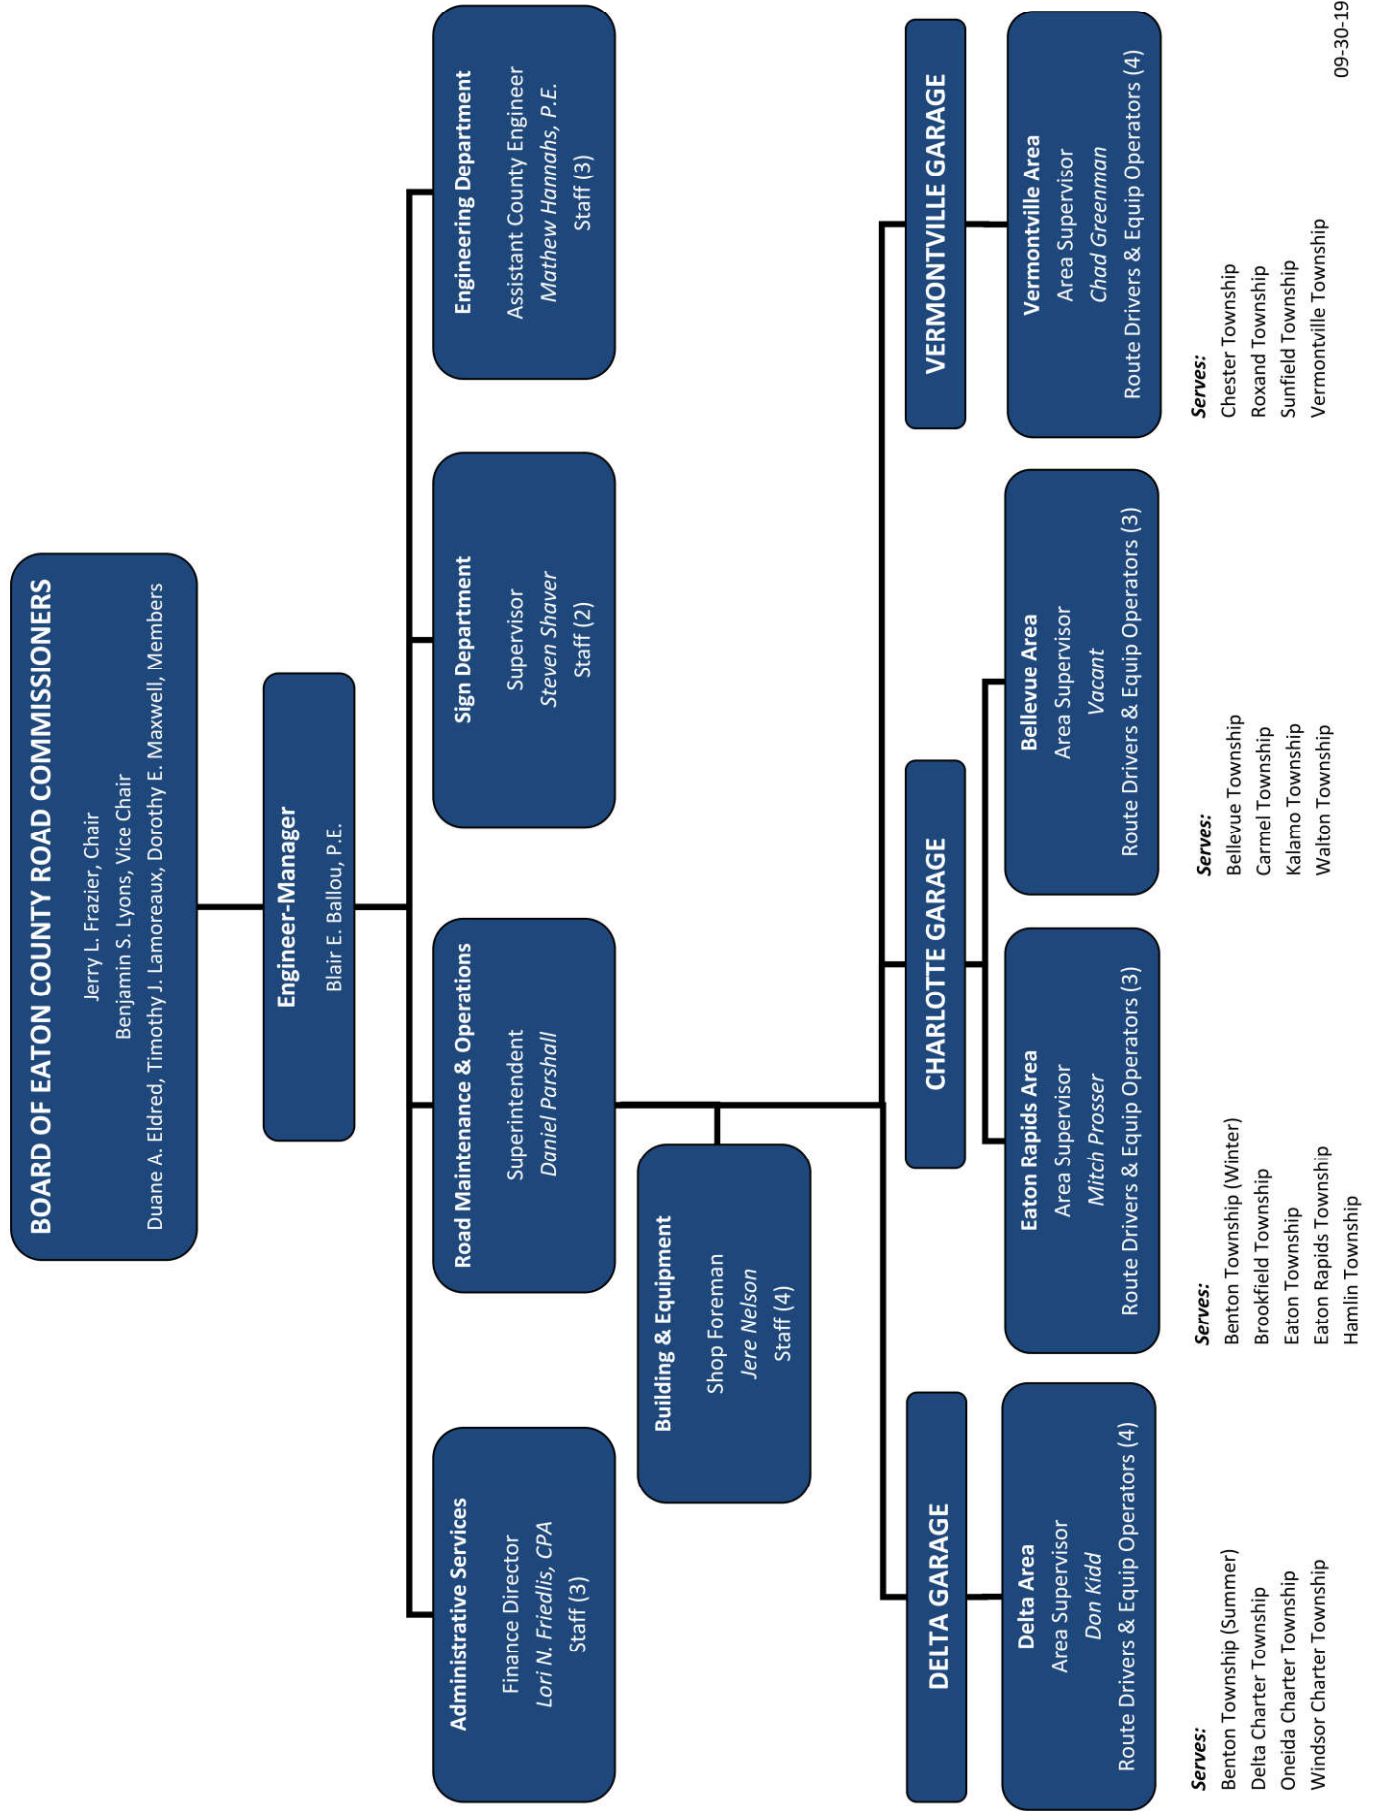 BOARD OF EATON COUNTY ROAD COMMISSIONERS
Jerry L. Frazier, Chair
Benjamin S. Lyons, Vice Chair
Duane A. Eldred, Timothy J. Lamoreaux, Dorothy E. Maxwell, Members
Engineer-Manager
Blair E. Ballou, P.E.
Administrative Services
Finance Director
Lori N. Friedlis, CPA
Staff (3)
Road Maintenance & Operations
Superintendent
Daniel Parshall
Sign Department
Supervisor
Steven Shaver
Staff (2)
Engineering Department
Assistant County Engineer
Mathew Hannahs, P.E.
Staff (3)
Building & Equipment
Shop Foreman
Jere Nelson
Staff (4)
DELTA GARAGE
Delta Area
Area Supervisor
Don Kidd
Route Drivers & Equip Operators (4)
Serves:
Benton Township (Summer)
Delta Charter Township
Oneida Charter Township
Windsor Charter Township
CHARLOTTE GARAGE
Eaton Rapids Area
Area Supervisor
Mitch Prosser
Route Drivers & Equip Operators (3)
Serves:
Benton Township (Winter)
Brookfield Township
Eaton Township
Eaton Rapids Township
Hamlin Township
Bellevue Area
Area Supervisor
Vacant
Route Drivers & Equip Operators (3)
Serves:
Bellevue Township
Carmel Township
Kalamo Township
Walton Township
VERMONTVILLE GARAGE
Vermontville Area
Area Supervisor
Chad Greenman
Route Drivers & Equip Operators (4)
Serves:
Chester Township
Roxand Township
Sunfield Township
Vermontville Township
09-30-19